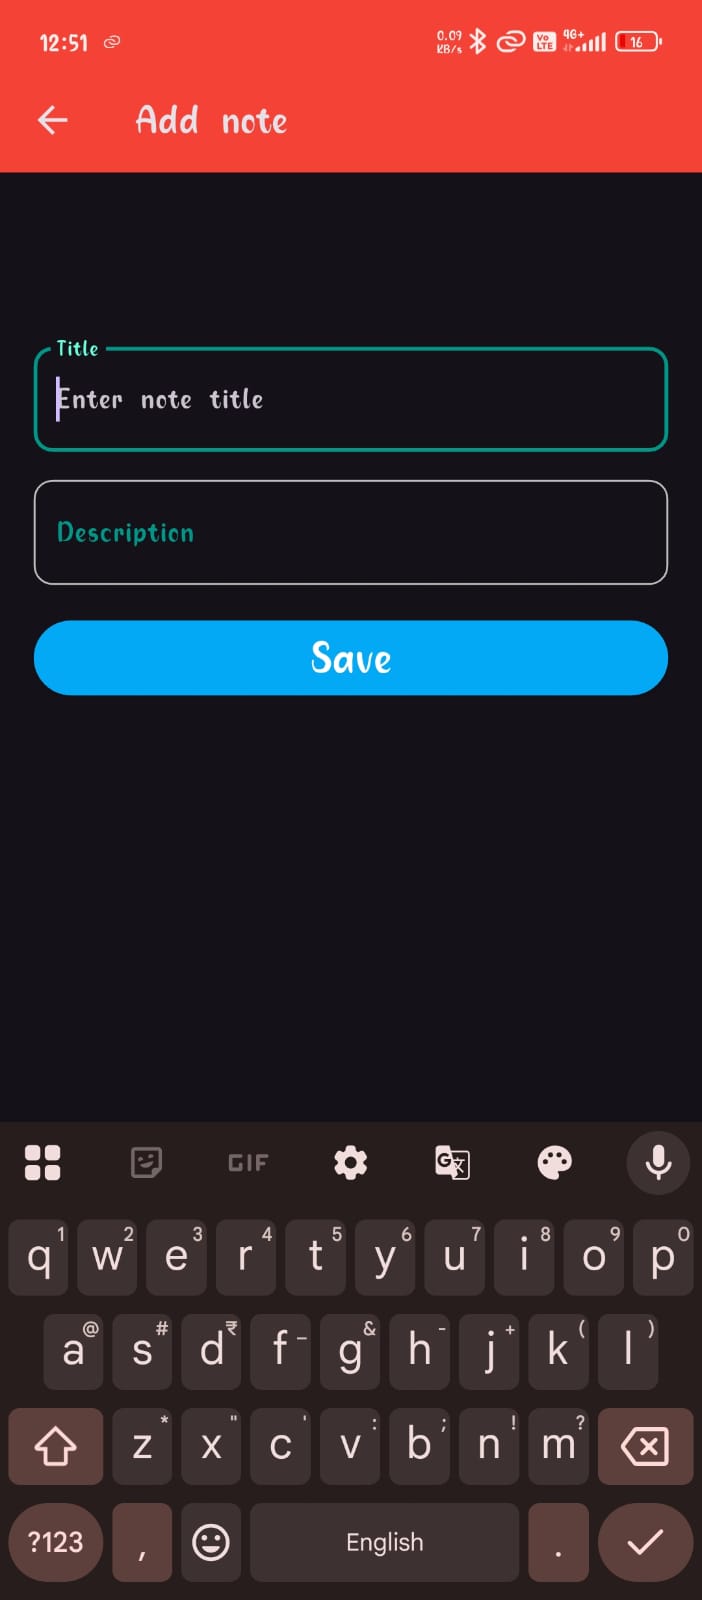 12:51 0.09 KB/s Vo LTE 4G+ 16
Add note
Title
Enter note title
Description
Save
GIF G 文
q 1 w 2 e 3 r 4 t 5 y 6 u 7 i 8 o 9 p 0
a @ s # d ₹ f _ g & h - j + k ( l )
z * x " c ' v : b ; n ! m ?
?123 , English .